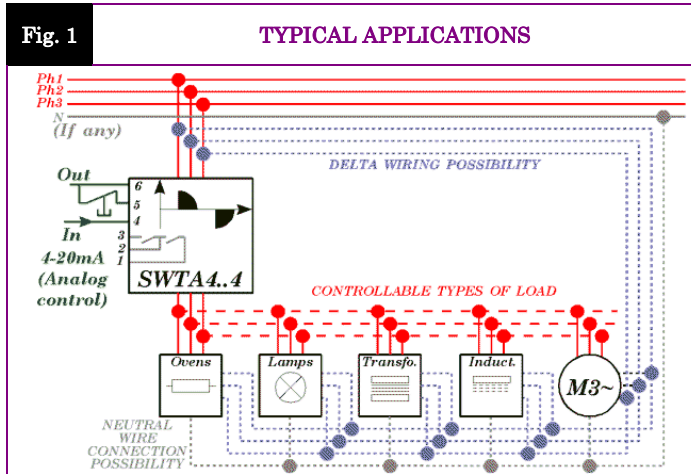 Fig. 1
TYPICAL APPLICATIONS
Ph1
Ph2
Ph3
N
(If any)
DELTA WIRING POSSIBILITY
Out
6
5
4
In
3
2
1
4-20mA
(Analog
control)
SWTA4..4
CONTROLLABLE TYPES OF LOAD
Ovens
Lamps
Transfo.
Induct.
M3~
NEUTRAL
WIRE
CONNECTION
POSSIBILITY